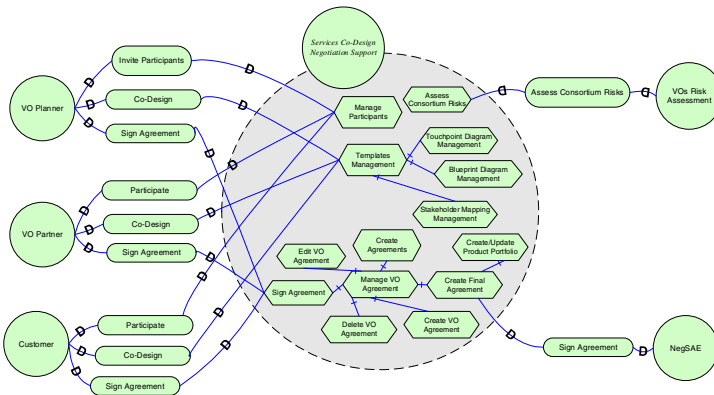 Services Co-Design
Negotiation Support
Invite Participants
D
D
VO Planner
D
Co-Design
D
D
Sign Agreement
D
Manage
Participants
Assess
Consortium Risks
D
Assess Consortium Risks
D
VOs Risk
Assessment
Templates
Management
Touchpoint Diagram
Management
Blueprint Diagram
Management
Stakeholder Mapping
Management
VO Partner
D
Participate
D
D
Co-Design
D
D
Sign Agreement
D
Edit VO
Agreement
Create
Agreements
Create/Update
Product Portfolio
Sign Agreement
Manage VO
Agreement
Create Final
Agreement
Delete VO
Agreement
Create VO
Agreement
Customer
D
Participate
D
D
Co-Design
D
D
Sign Agreement
D
D
Sign Agreement
D
NegSAE